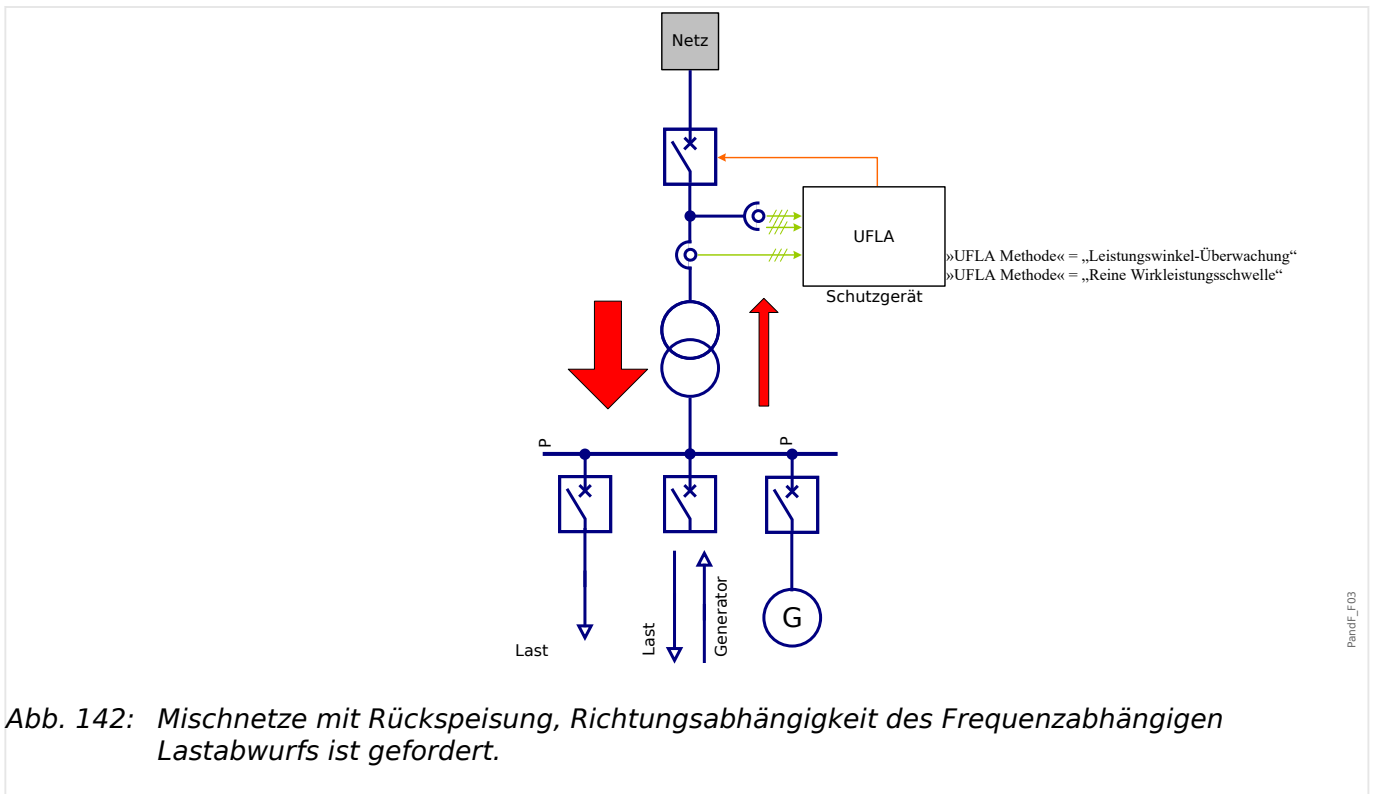 Netz
UFLA
»UFLA Methode« = „Leistungswinkel-Überwachung“
»UFLA Methode« = „Reine Wirkleistungsschwelle“
Schutzgerät
P
P
Last
Last
Generator
G
PandF_F03
Abb. 142: Mischnetze mit Rückspeisung, Richtungsabhängigkeit des Frequenzabhängigen
Lastabwurfs ist gefordert.